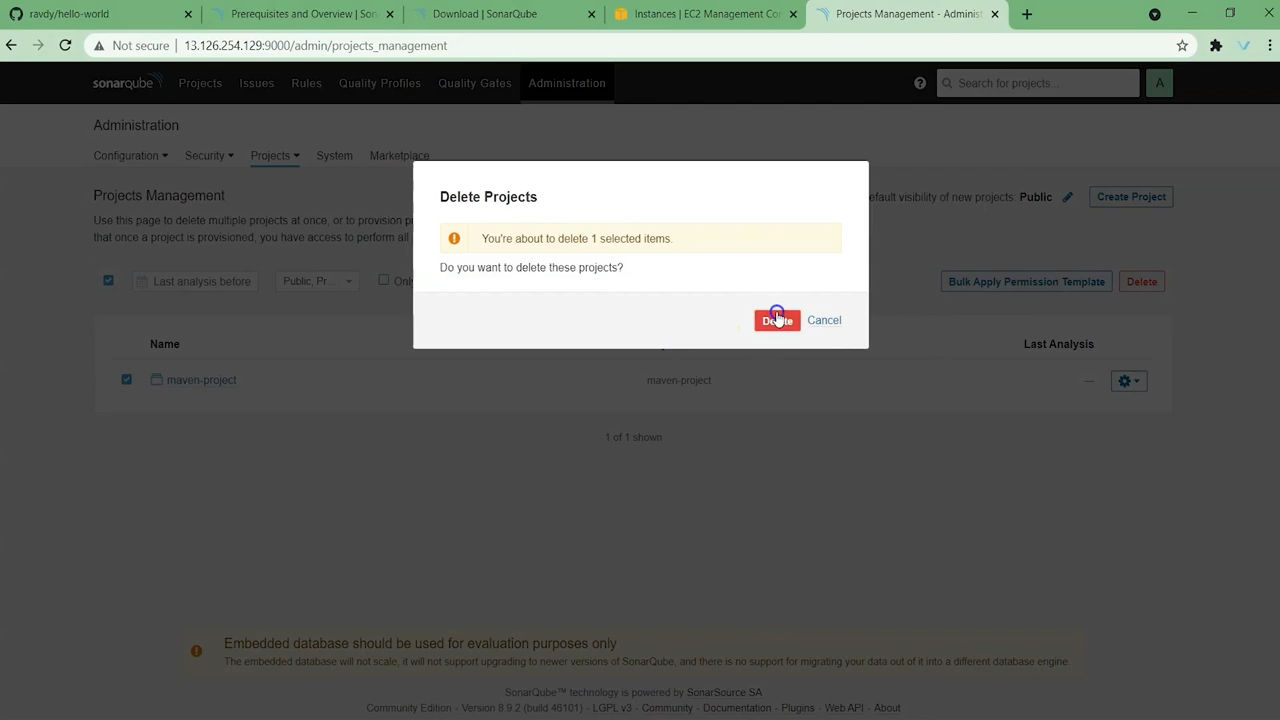 ravdy/hello-world
Prerequisites and Overview | Son
Download | SonarQube
Instances | EC2 Management Con
Projects Management - Administ
Not secure
13.126.254.129:9000/admin/projects_management
sonarqube
Projects
Issues
Rules
Quality Profiles
Quality Gates
Administration
Search for projects...
A
Administration
Configuration
Security
Projects
System
Marketplace
Projects Management
Use this page to delete multiple projects at once, or to provision
that once a project is provisioned, you have access to perform all
efault visibility of new projects: Public
Create Project
Last analysis before
Public, Pr...
Only
Bulk Apply Permission Template
Delete
Delete Projects
You're about to delete 1 selected items.
Do you want to delete these projects?
Delete
Cancel
Name
Last Analysis
maven-project
maven-project
—
1 of 1 shown
Embedded database should be used for evaluation purposes only
The embedded database will not scale, it will not support upgrading to newer versions of SonarQube, and there is no support for migrating your data out of it into a different database engine.
SonarQube™ technology is powered by SonarSource SA
Community Edition - Version 8.9.2 (build 46101) - LGPL v3 - Community - Documentation - Plugins - Web API - About